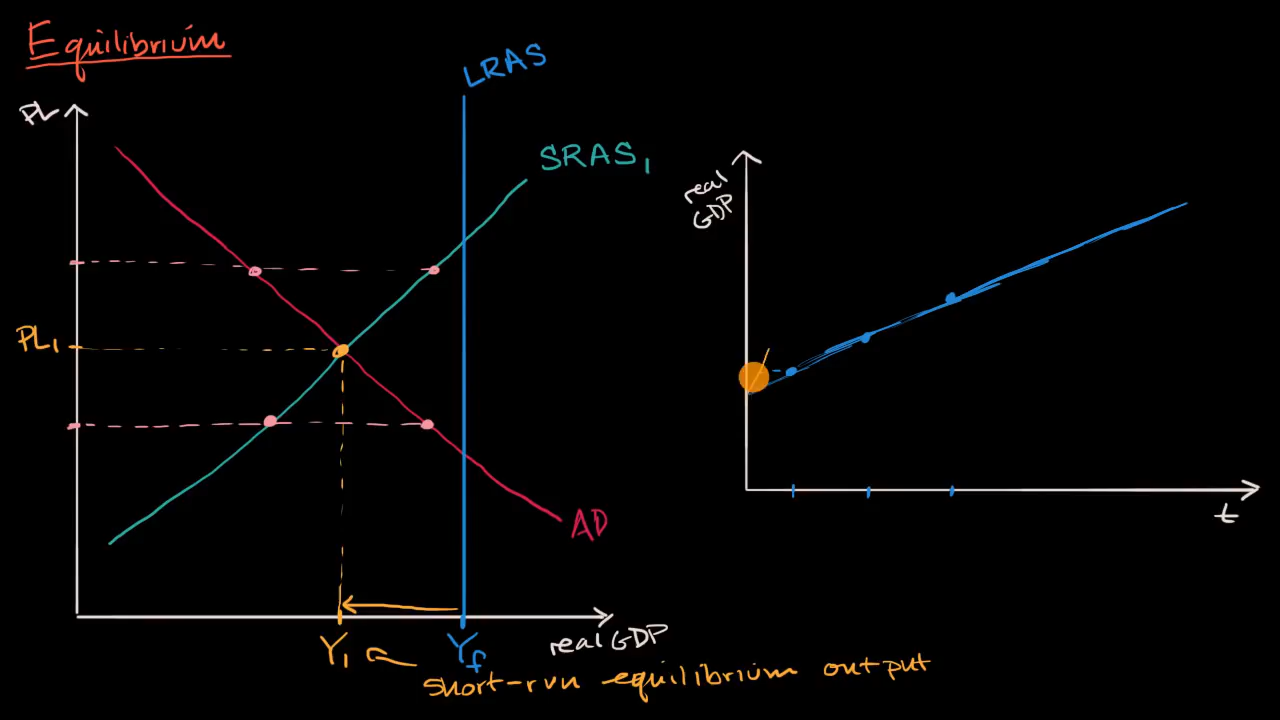 Equilibrium
LRAS
PL
SRAS1
real
GDP
PL1
AD
t
Y1
Yf
real GDP
short-run equilibrium output